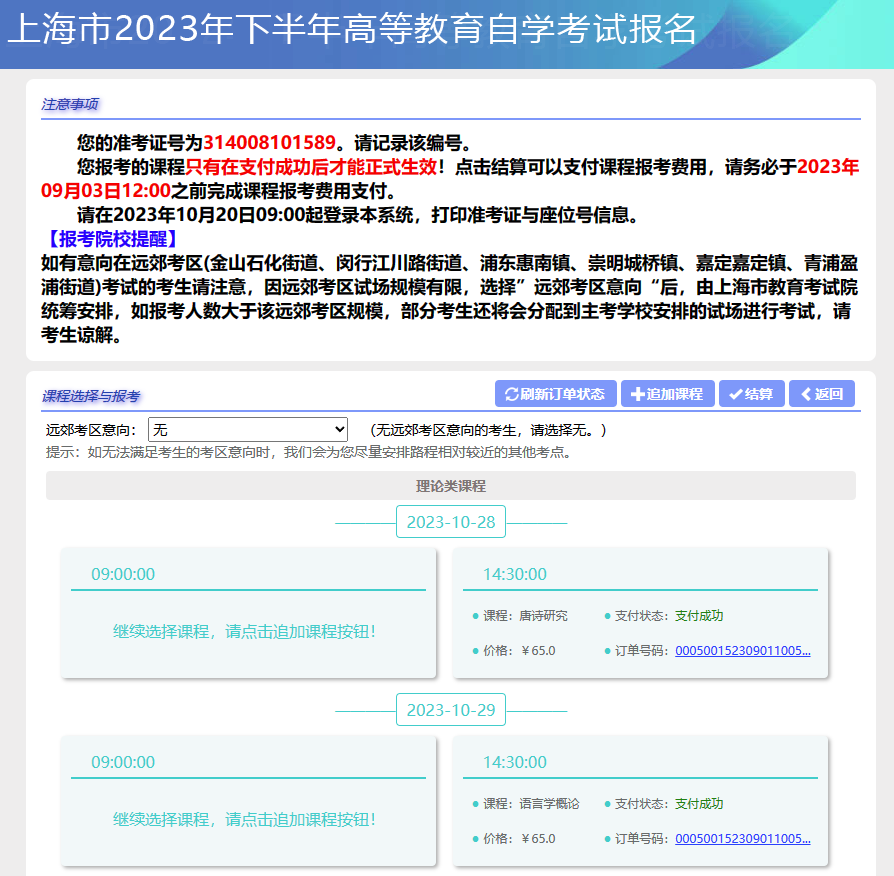 上海市2023年下半年高等教育自学考试报名
注意事项
您的准考证号为314008101589。请记录该编号。
您报考的课程只有在支付成功后才能正式生效！点击结算可以支付课程报考费用，请务必于2023年
09月03日12:00之前完成课程报考费用支付。
请在2023年10月20日09:00起登录本系统，打印准考证与座位号信息。
【报考院校提醒】
如有意向在远郊考区(金山石化街道、闵行江川路街道、浦东惠南镇、崇明城桥镇、嘉定嘉定镇、青浦盈
浦街道)考试的考生请注意，因远郊考区试场规模有限，选择”远郊考区意向“后，由上海市教育考试院
统筹安排，如报考人数大于该远郊考区规模，部分考生还将会分配到主考学校安排的试场进行考试，请
考生谅解。
课程选择与报考 刷新订单状态 追加课程 结算 返回
远郊考区意向： 无 （无远郊考区意向的考生，请选择无。）
提示：如无法满足考生的考区意向时，我们会为您尽量安排路程相对较近的其他考点。
理论类课程
2023-10-28
09:00:00
继续选择课程，请点击追加课程按钮！
14:30:00
课程：唐诗研究 支付状态：支付成功
价格：￥65.0 订单号码：000500152309011005...
2023-10-29
09:00:00
继续选择课程，请点击追加课程按钮！
14:30:00
课程：语言学概论 支付状态：支付成功
价格：￥65.0 订单号码：000500152309011005...